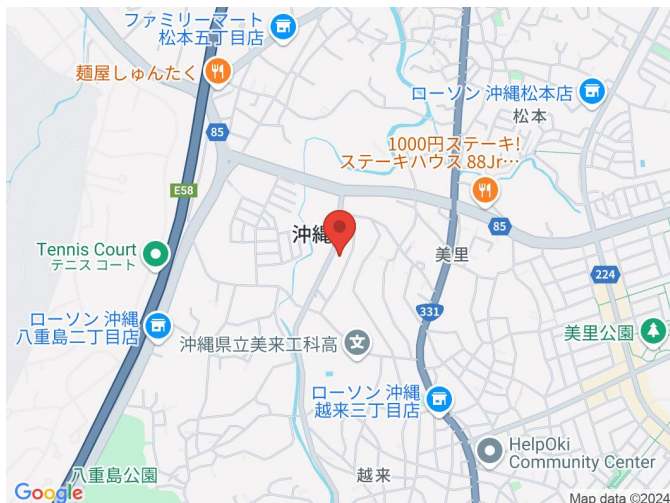 ファミリーマート
松本五丁目店
麺屋しゅんたく
ローソン 沖縄松本店
松本
85
1000円ステーキ!
ステーキハウス 88Jr…
E58
沖縄
85
Tennis Court
テニス コート
美里
224
331
ローソン 沖縄
八重島二丁目店
美里公園
沖縄県立美来工科高
ローソン 沖縄
越来三丁目店
HelpOki
Community Center
八重島公園
越来
Google
Map data ©2024